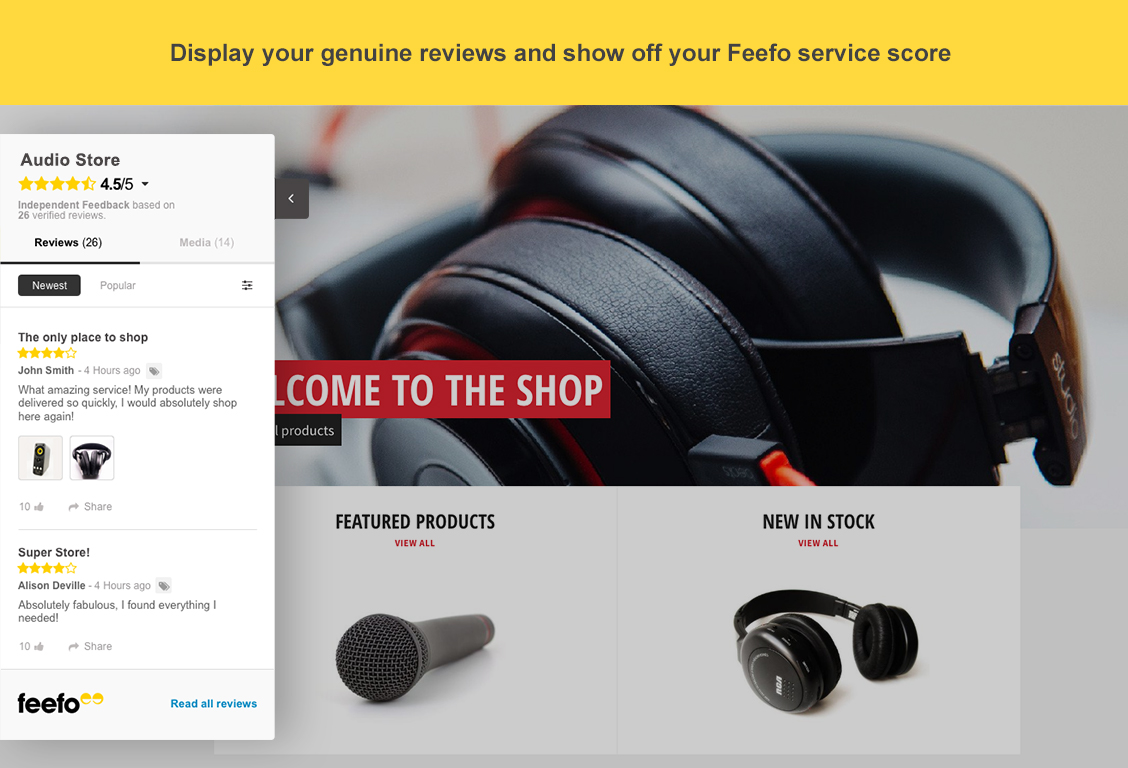 Display your genuine reviews and show off your Feefo service score
Audio Store
4.5/5
Independent Feedback based on
26 verified reviews.
Reviews (26)
Media (14)
Newest
Popular
The only place to shop
John Smith - 4 Hours ago
What amazing service! My products were
delivered so quickly, I would absolutely shop
here again!
10
Share
Super Store!
Alison Deville - 4 Hours ago
Absolutely fabulous, I found everything I
needed!
10
Share
feefo
Read all reviews
LCOME TO THE SHOP
l products
studio
FEATURED PRODUCTS
VIEW ALL
NEW IN STOCK
VIEW ALL
RCA